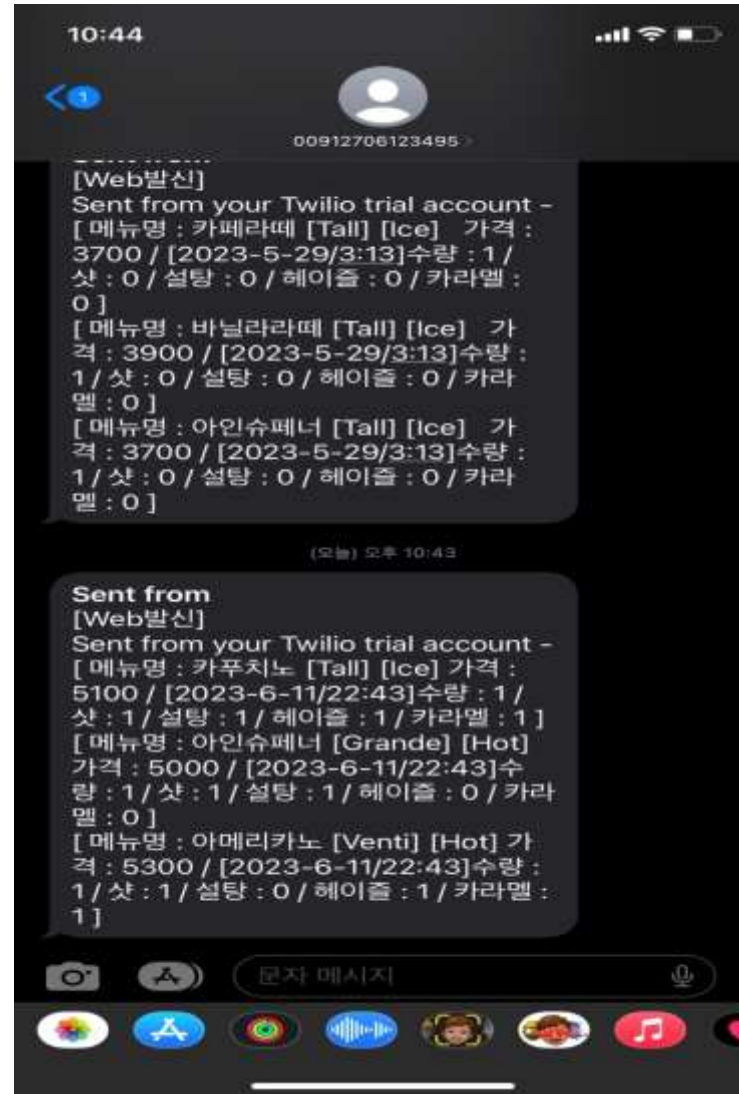 10:44
1
00912706123495
Sent from
[Web발신]
Sent from your Twilio trial account –
[ 메뉴명 : 카페라떼 [Tall] [Ice] 가격 :
3700 / [2023-5-29/3:13]수량 : 1 /
샷 : 0 / 설탕 : 0 / 헤이즐 : 0 / 카라멜 :
0 ]
[ 메뉴명 : 바닐라라떼 [Tall] [Ice] 가
격 : 3900 / [2023-5-29/3:13]수량 :
1 / 샷 : 0 / 설탕 : 0 / 헤이즐 : 0 / 카라
멜 : 0 ]
[ 메뉴명 : 아인슈페너 [Tall] [Ice] 가
격 : 3700 / [2023-5-29/3:13]수량 :
1 / 샷 : 0 / 설탕 : 0 / 헤이즐 : 0 / 카라
멜 : 0 ]
(오늘) 오후 10:43
Sent from
[Web발신]
Sent from your Twilio trial account –
[ 메뉴명 : 카푸치노 [Tall] [Ice] 가격 :
5100 / [2023-6-11/22:43]수량 : 1 /
샷 : 1 / 설탕 : 1 / 헤이즐 : 1 / 카라멜 : 1 ]
[ 메뉴명 : 아인슈페너 [Grande] [Hot]
가격 : 5000 / [2023-6-11/22:43]수
량 : 1 / 샷 : 1 / 설탕 : 1 / 헤이즐 : 0 / 카라
멜 : 0 ]
[ 메뉴명 : 아메리카노 [Venti] [Hot] 가
격 : 5300 / [2023-6-11/22:43]수량 :
1 / 샷 : 1 / 설탕 : 0 / 헤이즐 : 1 / 카라멜 :
1 ]
문자 메시지